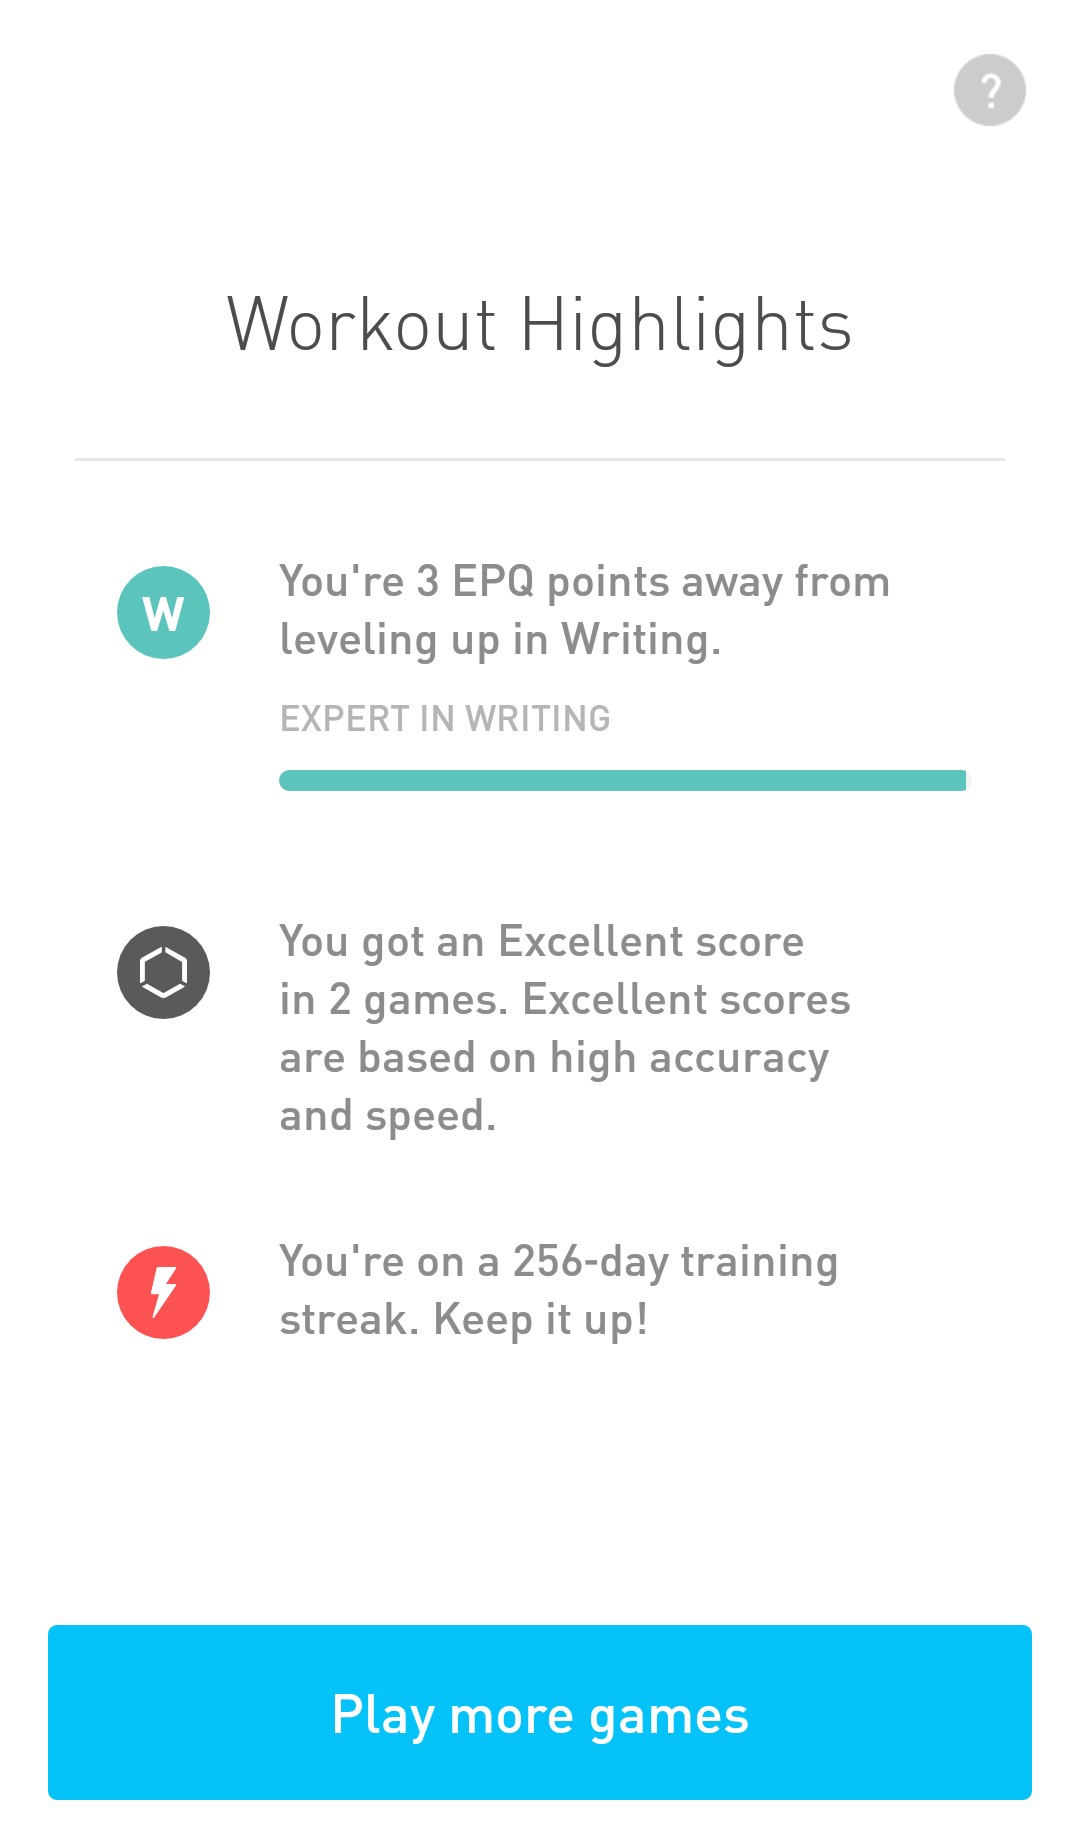 ?
Workout Highlights
W
You're 3 EPQ points away from
leveling up in Writing.
EXPERT IN WRITING
You got an Excellent score
in 2 games. Excellent scores
are based on high accuracy
and speed.
You're on a 256-day training
streak. Keep it up!
Play more games